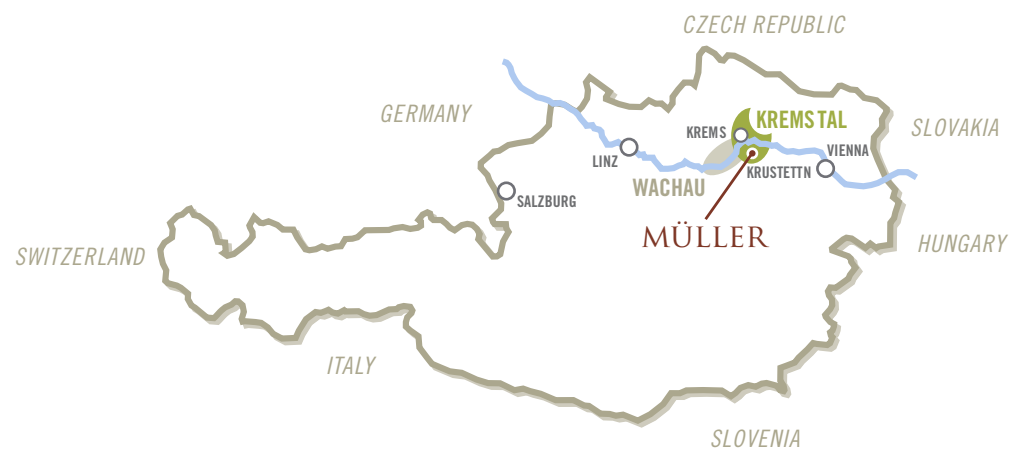 CZECH REPUBLIC
GERMANY
KREMSTAL
SLOVAKIA
KREMS
VIENNA
LINZ
KRUSTETTN
WACHAU
SALZBURG
MÜLLER
HUNGARY
SWITZERLAND
ITALY
SLOVENIA